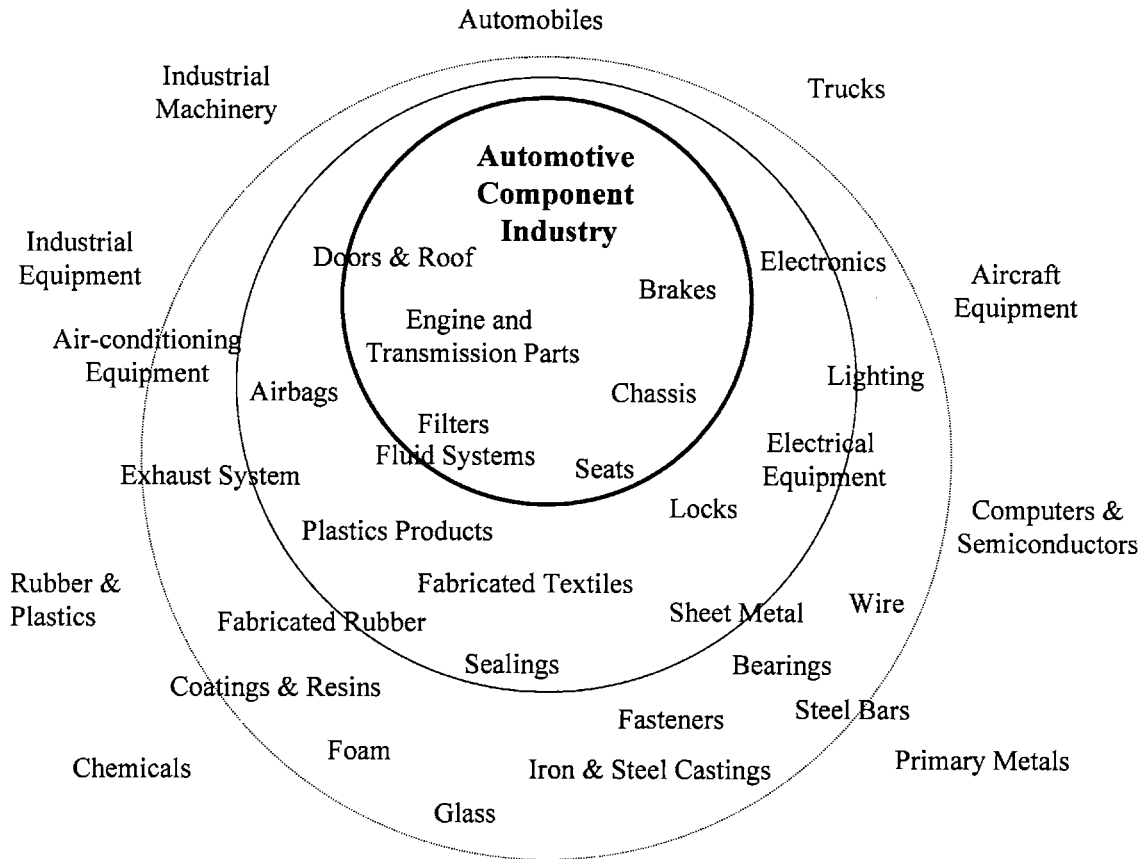 Automobiles
Industrial
Machinery
Trucks
Automotive
Component
Industry
Industrial
Equipment
Doors & Roof
Electronics
Brakes
Aircraft
Equipment
Engine and
Transmission Parts
Air-conditioning
Equipment
Airbags
Chassis
Lighting
Filters
Fluid Systems
Seats
Electrical
Equipment
Exhaust System
Locks
Computers &
Semiconductors
Plastics Products
Rubber &
Plastics
Fabricated Textiles
Fabricated Rubber
Sheet Metal
Wire
Sealings
Bearings
Coatings & Resins
Fasteners
Steel Bars
Foam
Chemicals
Iron & Steel Castings
Primary Metals
Glass